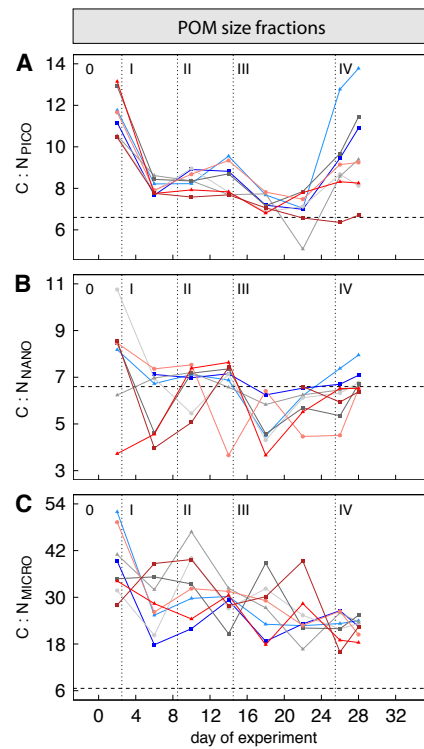 POM size fractions
A
0 I II III IV
14
12
10
8
6
C : N PICO
B
0 I II III IV
11
9
7
5
3
C : N NANO
C
0 I II III IV
54
42
30
18
6
C : N MICRO
0 4 8 12 16 20 24 28 32
day of experiment